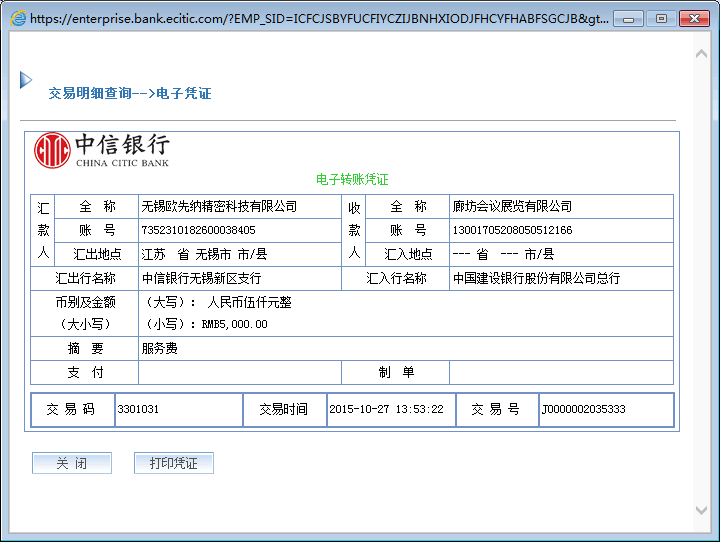 https://enterprise.bank.ecitic.com/?EMP_SID=ICFCJSBYFUCFIYCZIJBNHXIODJFHCYFHABFSGCJB&gt...
交易明细查询-->电子凭证
中信银行
CHINA CITIC BANK
电子转账凭证
汇款人 全 称 无锡欧先纳精密科技有限公司 收款人 全 称 廊坊会议展览有限公司
账 号 7352310182600038405 账 号 13001705208050512166
汇出地点 江苏 省 无锡市 市/县 汇入地点 --- 省 --- 市/县
汇出行名称 中信银行无锡新区支行 汇入行名称 中国建设银行股份有限公司总行
币别及金额 （大写）： 人民币伍仟元整
（大小写） （小写）：RMB5,000.00
摘 要 服务费
支 付 制 单
交 易 码 3301031 交易时间 2015-10-27 13:53:22 交 易 号 J0000002035333
关 闭 打印凭证